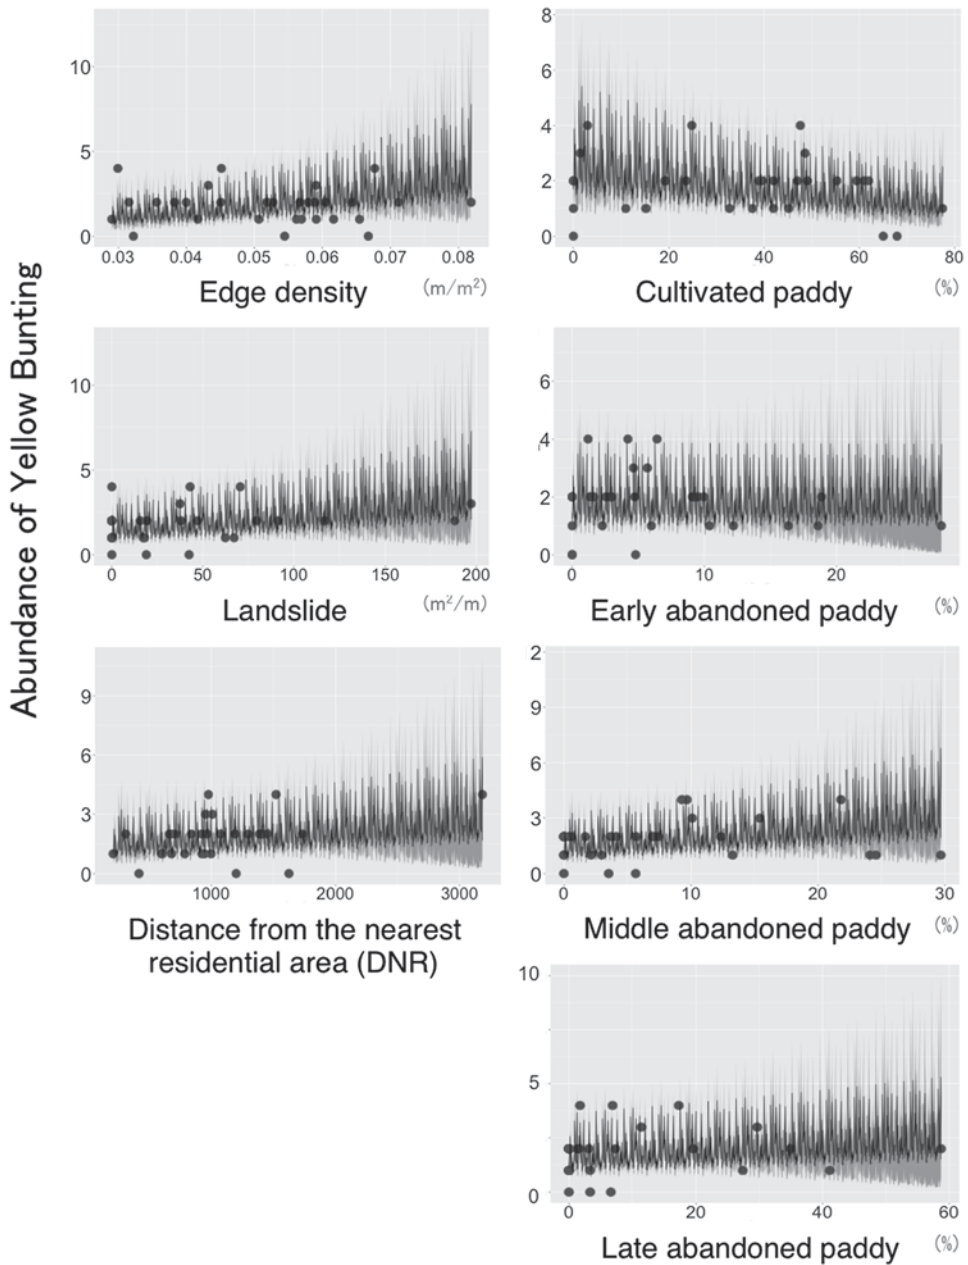 Abundance of Yellow Bunting
10
5
0
0.03 0.04 0.05 0.06 0.07 0.08
Edge density (m/m²)
8
6
4
2
0
0 20 40 60 80
Cultivated paddy (%)
10
5
0
0 50 100 150 200
Landslide (m²/m)
6
4
2
0
0 10 20
Early abandoned paddy (%)
9
6
3
0
1000 2000 3000
Distance from the nearest
residential area (DNR)
2
9
6
3
0
0 10 20 30
Middle abandoned paddy (%)
10
5
0
0 20 40 60
Late abandoned paddy (%)